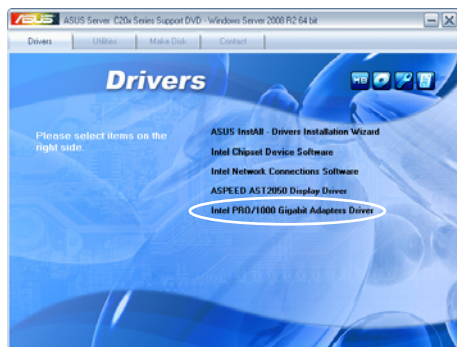 ASUS ASUS Server C20x Series Support DVD - Windows Server 2008 R2 64 bit
Drivers Utilities Make Disk Contact
Drivers
MB
Please select items on the
right side.
ASUS InstAll - Drivers Installation Wizard
Intel Chipset Device Software
Intel Network Connections Software
ASPEED AST2050 Display Driver
Intel PRO/1000 Gigabit Adapters Driver